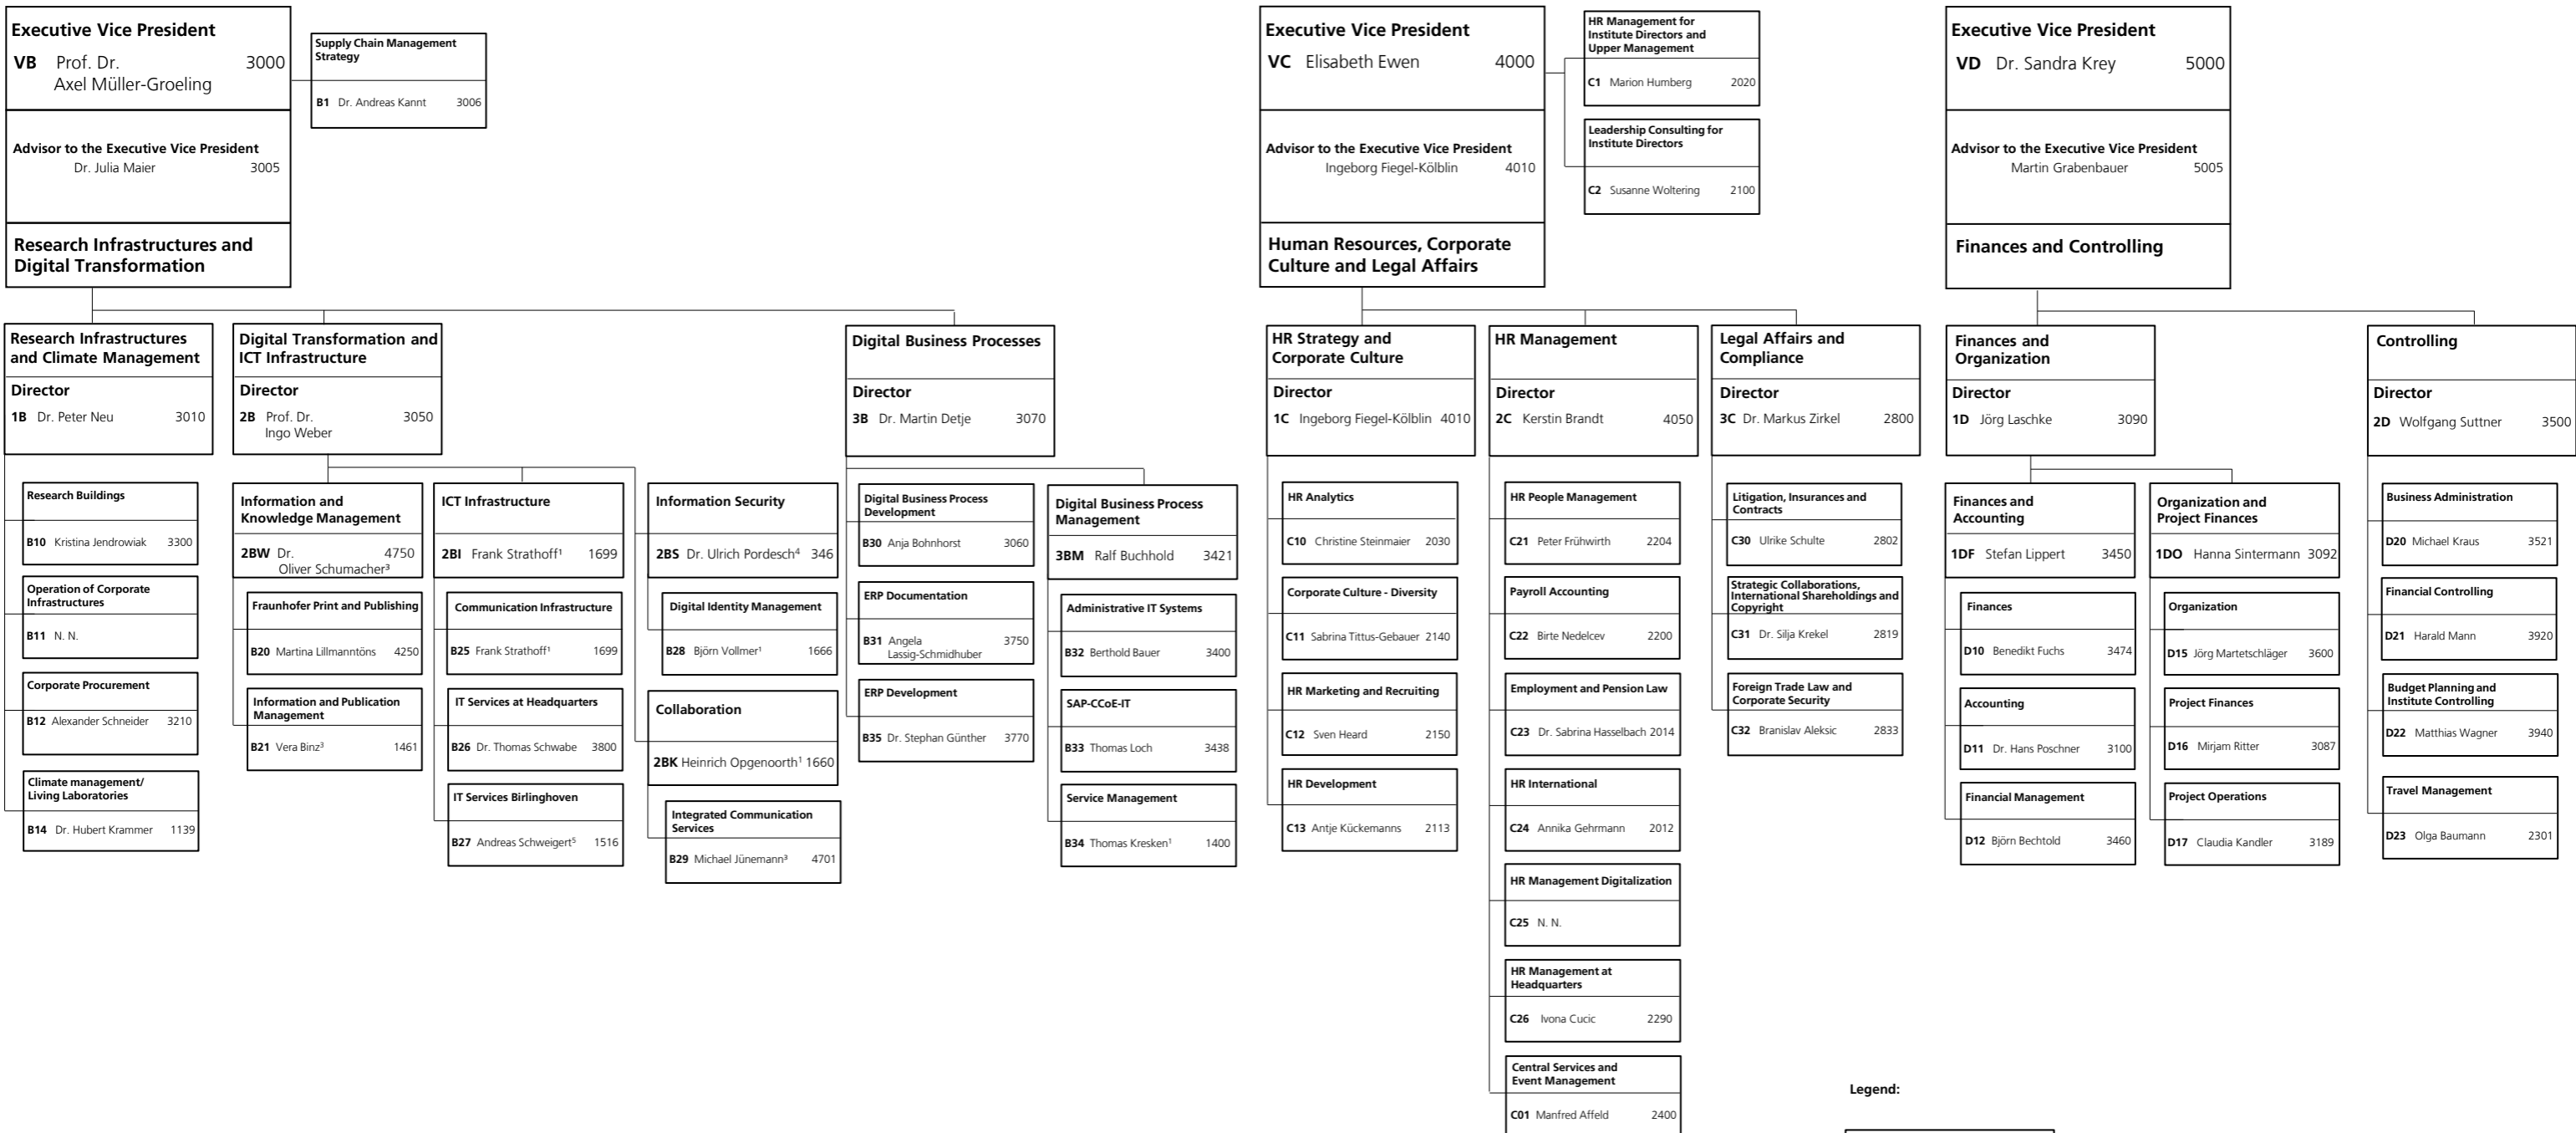 Executive Vice President
VB Prof. Dr. 3000
Axel Müller-Groeling
Advisor to the Executive Vice President
Dr. Julia Maier 3005
Research Infrastructures and
Digital Transformation
Supply Chain Management
Strategy
B1 Dr. Andreas Kannt 3006
Research Infrastructures
and Climate Management
Director
1B Dr. Peter Neu 3010
Research Buildings
B10 Kristina Jendrowiak 3300
Operation of Corporate
Infrastructures
B11 N. N.
Corporate Procurement
B12 Alexander Schneider 3210
Climate management/
Living Laboratories
B14 Dr. Hubert Krammer 1139
Digital Transformation and
ICT Infrastructure
Director
2B Prof. Dr. 3050
Ingo Weber
Information and
Knowledge Management
2BW Dr. 4750
Oliver Schumacher³
Fraunhofer Print and Publishing
B20 Martina Lillmanntöns 4250
Information and Publication
Management
B21 Vera Binz³ 1461
ICT Infrastructure
2BI Frank Strathoff¹ 1699
Communication Infrastructure
B25 Frank Strathoff¹ 1699
IT Services at Headquarters
B26 Dr. Thomas Schwabe 3800
IT Services Birlinghoven
B27 Andreas Schweigert⁵ 1516
Information Security
2BS Dr. Ulrich Pordesch⁴ 346
Digital Identity Management
B28 Björn Vollmer¹ 1666
Collaboration
2BK Heinrich Opgenoorth¹ 1660
Integrated Communication
Services
B29 Michael Jünemann³ 4701
Digital Business Processes
Director
3B Dr. Martin Detje 3070
Digital Business Process
Development
B30 Anja Bohnhorst 3060
ERP Documentation
B31 Angela 3750
Lassig-Schmidhuber
ERP Development
B35 Dr. Stephan Günther 3770
Digital Business Process
Management
3BM Ralf Buchhold 3421
Administrative IT Systems
B32 Berthold Bauer 3400
SAP-CCoE-IT
B33 Thomas Loch 3438
Service Management
B34 Thomas Kresken¹ 1400
Executive Vice President
VC Elisabeth Ewen 4000
Advisor to the Executive Vice President
Ingeborg Fiegel-Kölblin 4010
Human Resources, Corporate
Culture and Legal Affairs
HR Management for
Institute Directors and
Upper Management
C1 Marion Humberg 2020
Leadership Consulting for
Institute Directors
C2 Susanne Woltering 2100
HR Strategy and
Corporate Culture
Director
1C Ingeborg Fiegel-Kölblin 4010
HR Analytics
C10 Christine Steinmaier 2030
Corporate Culture - Diversity
C11 Sabrina Tittus-Gebauer 2140
HR Marketing and Recruiting
C12 Sven Heard 2150
HR Development
C13 Antje Kückemanns 2113
HR Management
Director
2C Kerstin Brandt 4050
HR People Management
C21 Peter Frühwirth 2204
Payroll Accounting
C22 Birte Nedelcev 2200
Employment and Pension Law
C23 Dr. Sabrina Hasselbach 2014
HR International
C24 Annika Gehrmann 2012
HR Management Digitalization
C25 N. N.
HR Management at
Headquarters
C26 Ivona Cucic 2290
Central Services and
Event Management
C01 Manfred Affeld 2400
Legal Affairs and
Compliance
Director
3C Dr. Markus Zirkel 2800
Litigation, Insurances and
Contracts
C30 Ulrike Schulte 2802
Strategic Collaborations,
International Shareholdings and
Copyright
C31 Dr. Silja Krekel 2819
Foreign Trade Law and
Corporate Security
C32 Branislav Aleksic 2833
Executive Vice President
VD Dr. Sandra Krey 5000
Advisor to the Executive Vice President
Martin Grabenbauer 5005
Finances and Controlling
Finances and
Organization
Director
1D Jörg Laschke 3090
Finances and
Accounting
1DF Stefan Lippert 3450
Finances
D10 Benedikt Fuchs 3474
Accounting
D11 Dr. Hans Poschner 3100
Financial Management
D12 Björn Bechtold 3460
Organization and
Project Finances
1DO Hanna Sintermann 3092
Organization
D15 Jörg Martetschläger 3600
Project Finances
D16 Mirjam Ritter 3087
Project Operations
D17 Claudia Kandler 3189
Controlling
Director
2D Wolfgang Suttner 3500
Business Administration
D20 Michael Kraus 3521
Financial Controlling
D21 Harald Mann 3920
Budget Planning and
Institute Controlling
D22 Matthias Wagner 3940
Travel Management
D23 Olga Baumann 2301
Legend: